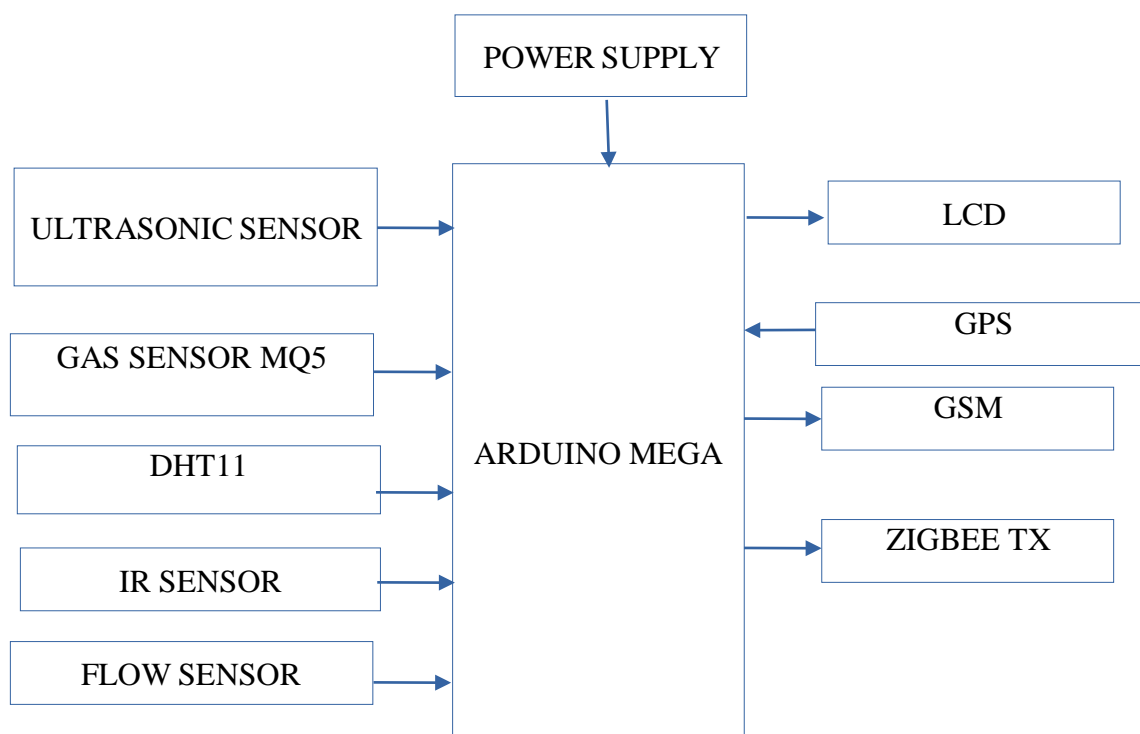 POWER SUPPLY
ULTRASONIC SENSOR
GAS SENSOR MQ5
DHT11
IR SENSOR
FLOW SENSOR
ARDUINO MEGA
LCD
GPS
GSM
ZIGBEE TX